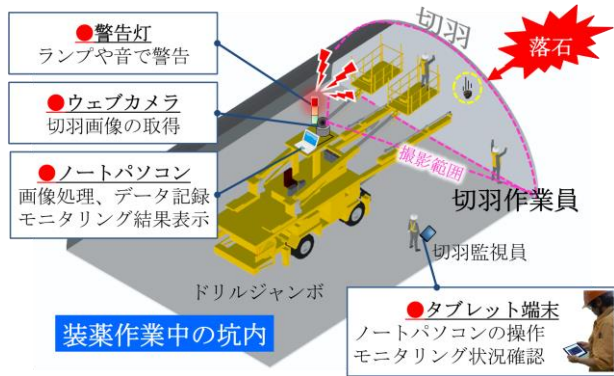 ●警告灯
ランプや音で警告
●ウェブカメラ
切羽画像の取得
●ノートパソコン
画像処理、データ記録
モニタリング結果表示
切羽
落石
撮影範囲
切羽作業員
切羽監視員
ドリルジャンボ
装薬作業中の坑内
●タブレット端末
ノートパソコンの操作
モニタリング状況確認